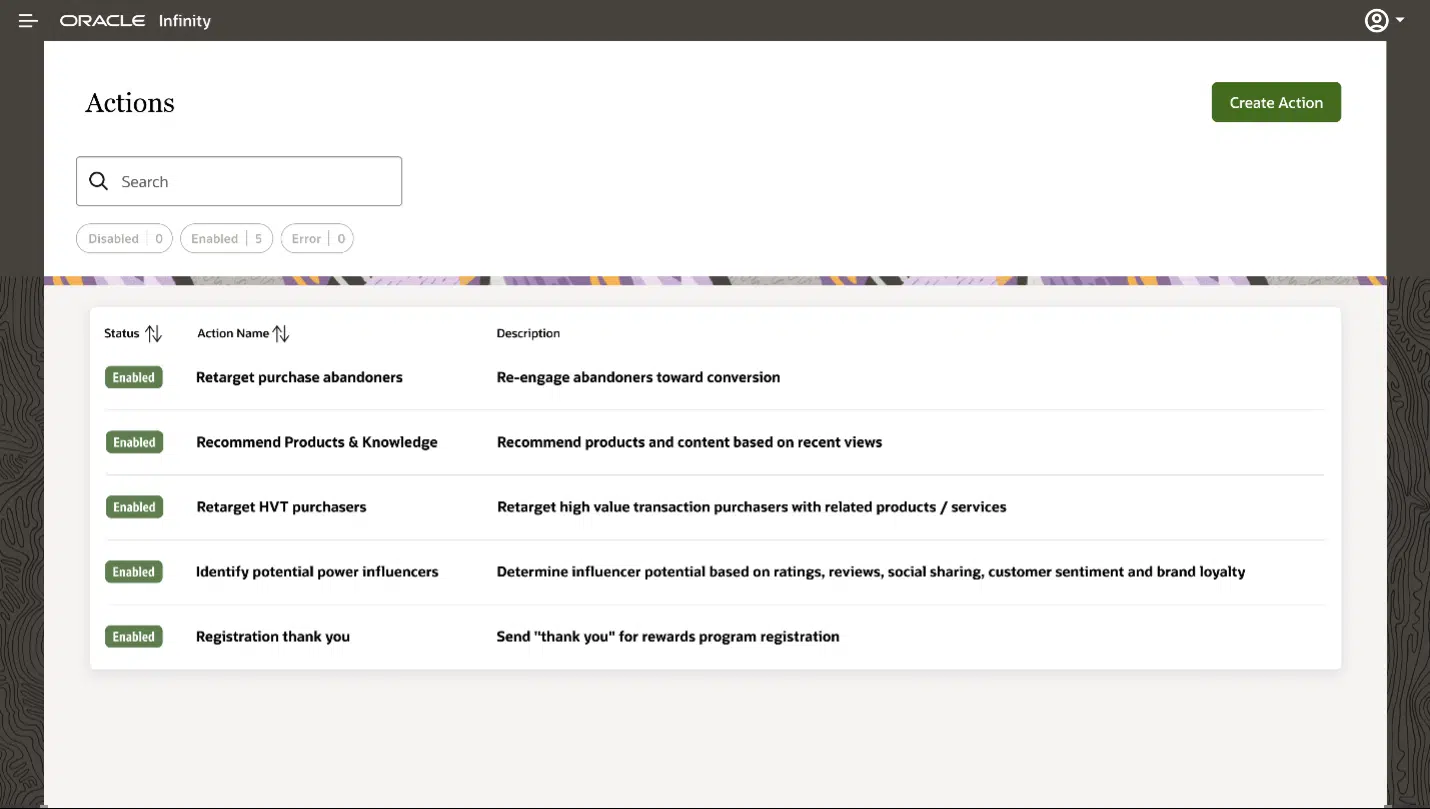 ORACLE Infinity
Actions
Create Action
Search
Disabled 0 Enabled 5 Error 0
Status Action Name Description
Enabled Retarget purchase abandoners Re-engage abandoners toward conversion
Enabled Recommend Products & Knowledge Recommend products and content based on recent views
Enabled Retarget HVT purchasers Retarget high value transaction purchasers with related products / services
Enabled Identify potential power influencers Determine influencer potential based on ratings, reviews, social sharing, customer sentiment and brand loyalty
Enabled Registration thank you Send "thank you" for rewards program registration